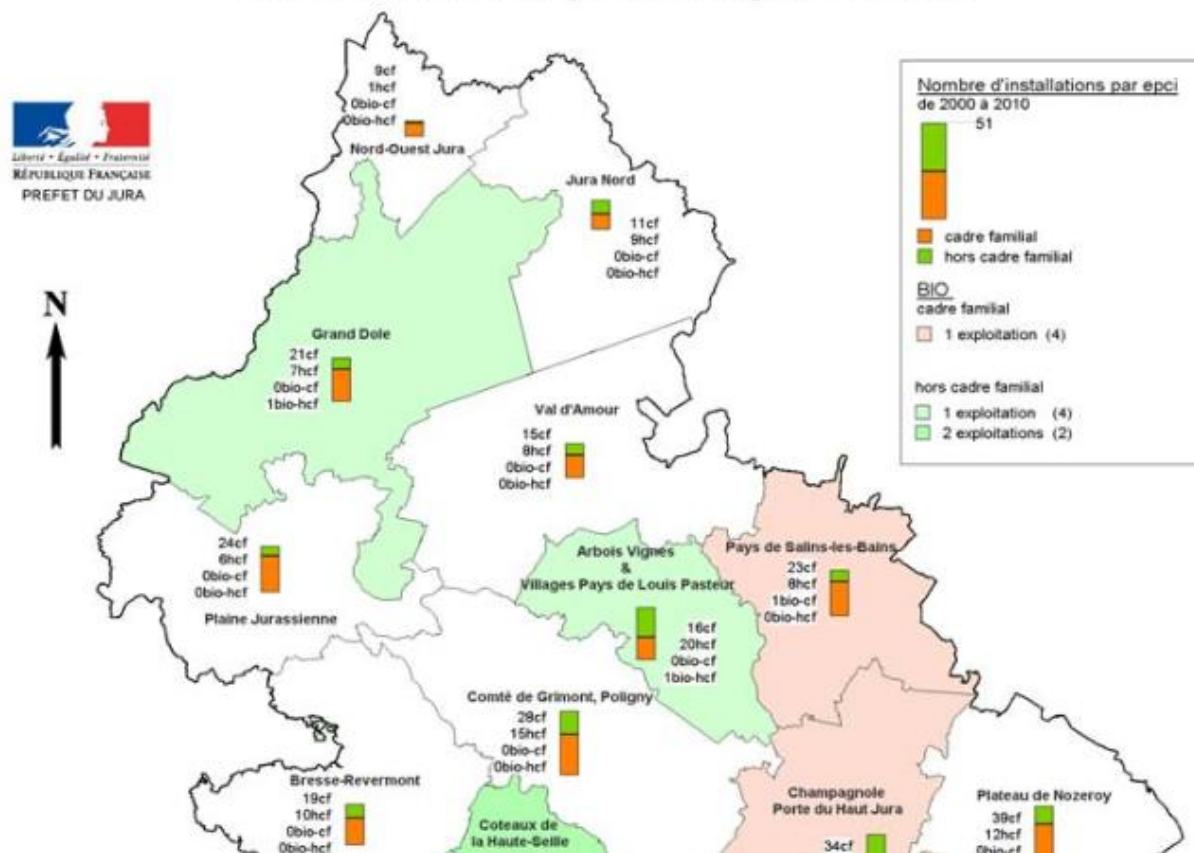 Liberté • Égalité • Fraternité
RÉPUBLIQUE FRANÇAISE
PREFET DU JURA
N
Nombre d'installations par epci
de 2000 à 2010
51
cadre familial
hors cadre familial
BIO
cadre familial
1 exploitation (4)
hors cadre familial
1 exploitation (4)
2 exploitations (2)
9cf
1hcf
0bio-cf
0bio-hcf
Nord-Ouest Jura
Jura Nord
11cf
9hcf
0bio-cf
0bio-hcf
Grand Dole
21cf
7hcf
0bio-cf
1bio-hcf
Val d'Amour
15cf
8hcf
0bio-cf
0bio-hcf
24cf
6hcf
0bio-cf
0bio-hcf
Plaine Jurassienne
Arbois Vignes
&
Villages Pays de Louis Pasteur
16cf
20hcf
0bio-cf
1bio-hcf
Pays de Salins-les-Bains
23cf
8hcf
1bio-cf
0bio-hcf
Comté de Grimont, Poligny
28cf
15hcf
0bio-cf
0bio-hcf
Bresse-Revermont
19cf
10hcf
0bio-cf
0bio-hcf
Coteaux de
la Haute-Seille
Champagnole
Porte du Haut Jura
34cf
Plateau de Nozeroy
39cf
12hcf
0bio-cf